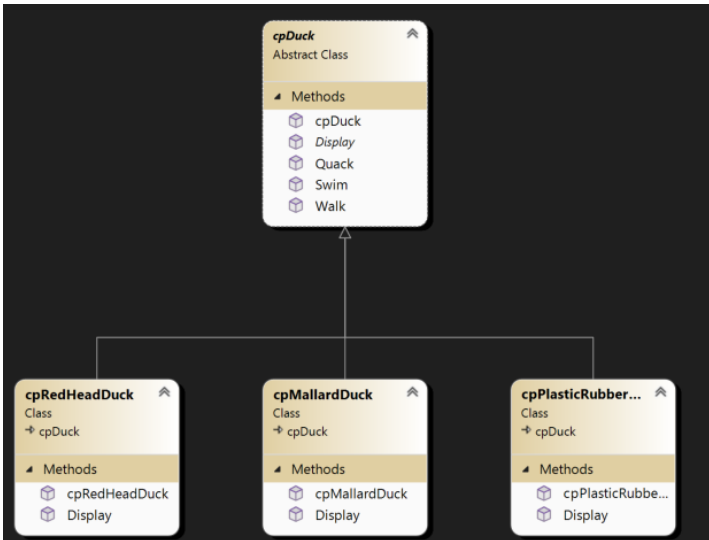 cpDuck
Abstract Class
Methods
cpDuck
Display
Quack
Swim
Walk
cpRedHeadDuck
Class
cpDuck
Methods
cpRedHeadDuck
Display
cpMallardDuck
Class
cpDuck
Methods
cpMallardDuck
Display
cpPlasticRubber...
Class
cpDuck
Methods
cpPlasticRubbe...
Display